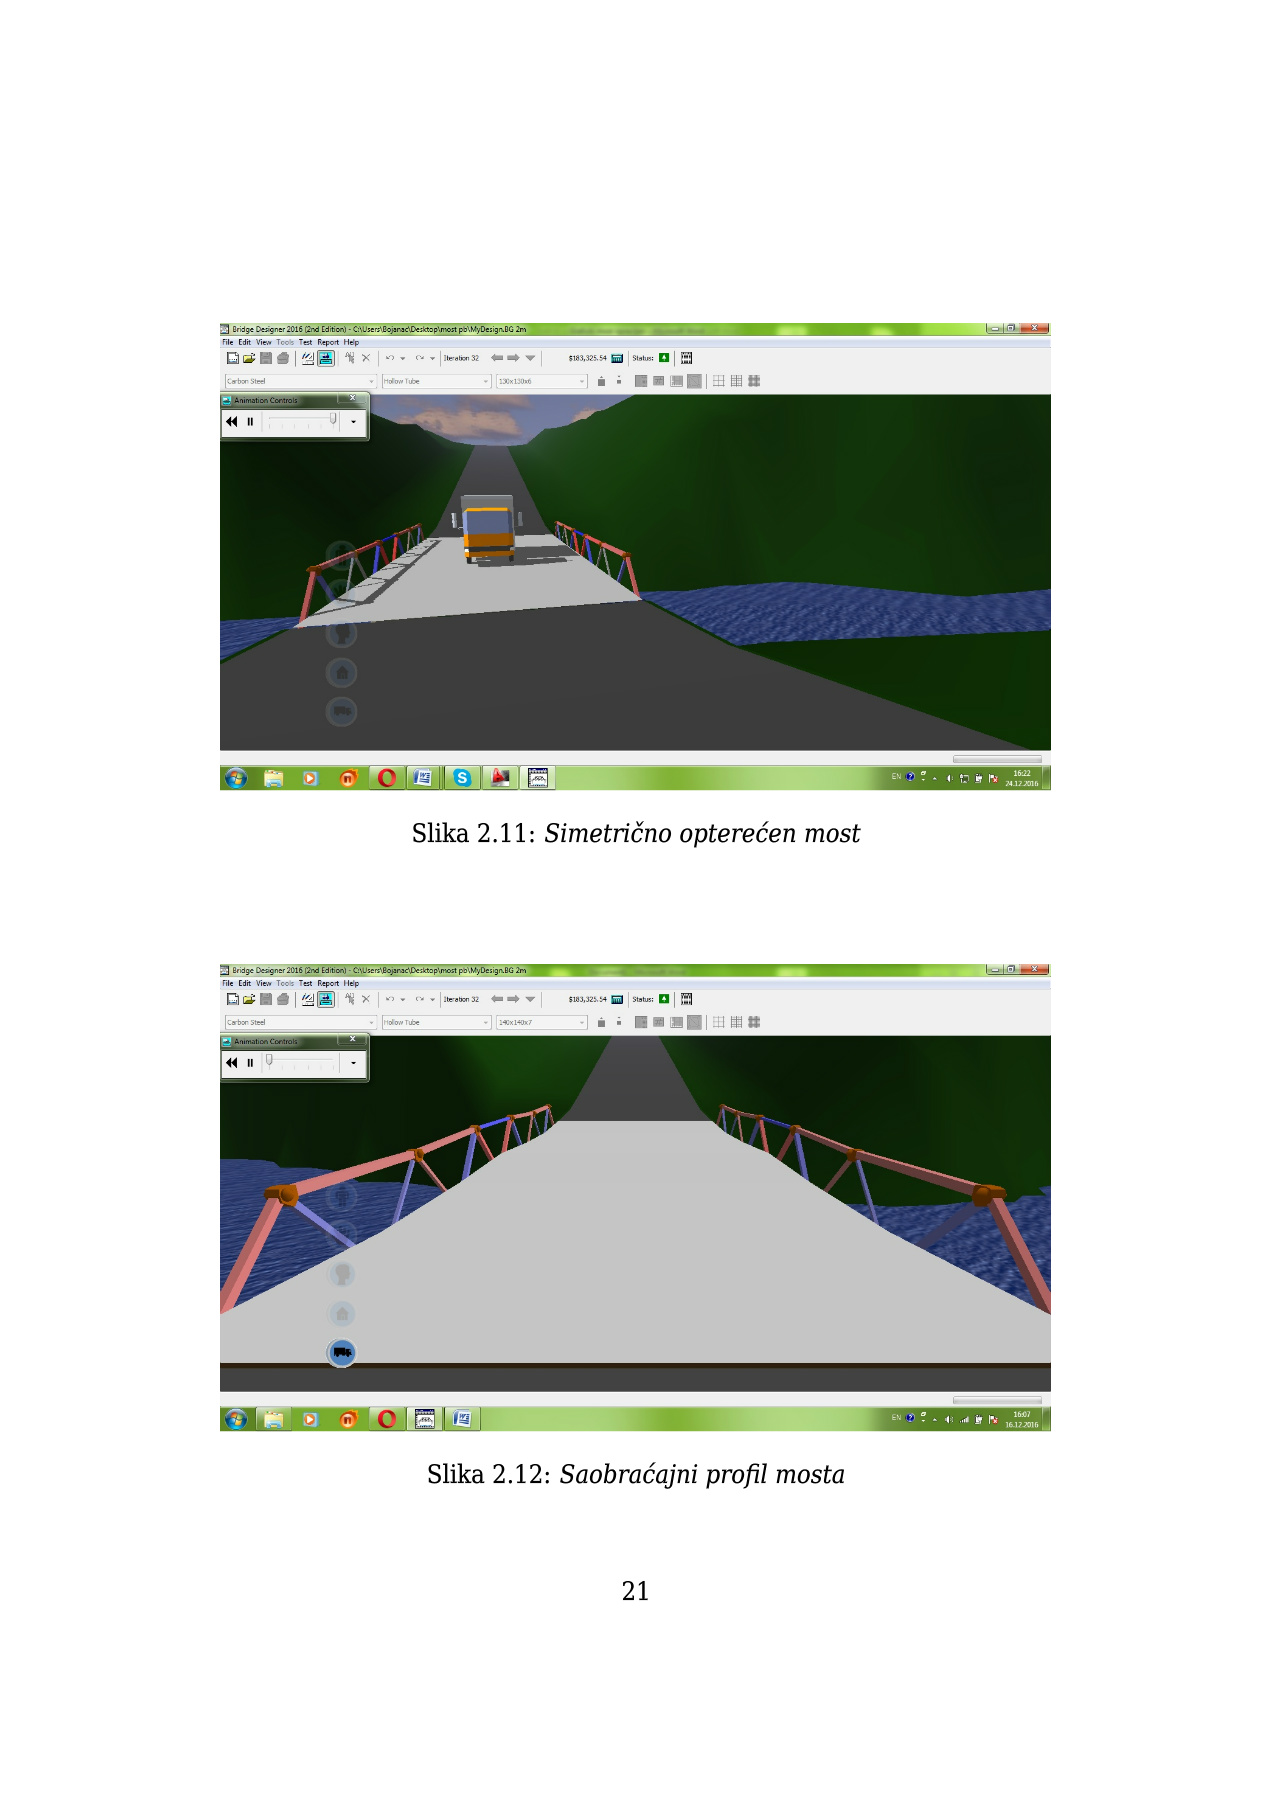 Bridge Designer 2016 (2nd Edition) - C:\Users\Bojanac\Desktop\most pb\MyDesign.BG 2m
File Edit View Tools Test Report Help
Iteration 32 $183,325.54 Status:
Carbon Steel Hollow Tube 130x130x6
Animation Controls
EN 16:22
24.12.2016
Slika 2.11: Simetrično opterećen most
Bridge Designer 2016 (2nd Edition) - C:\Users\Bojanac\Desktop\most pb\MyDesign.BG 2m
File Edit View Tools Test Report Help
Iteration 32 $183,325.54 Status:
Carbon Steel Hollow Tube 140x140x7
Animation Controls
EN 16:07
16.12.2016
Slika 2.12: Saobraćajni profil mosta
21